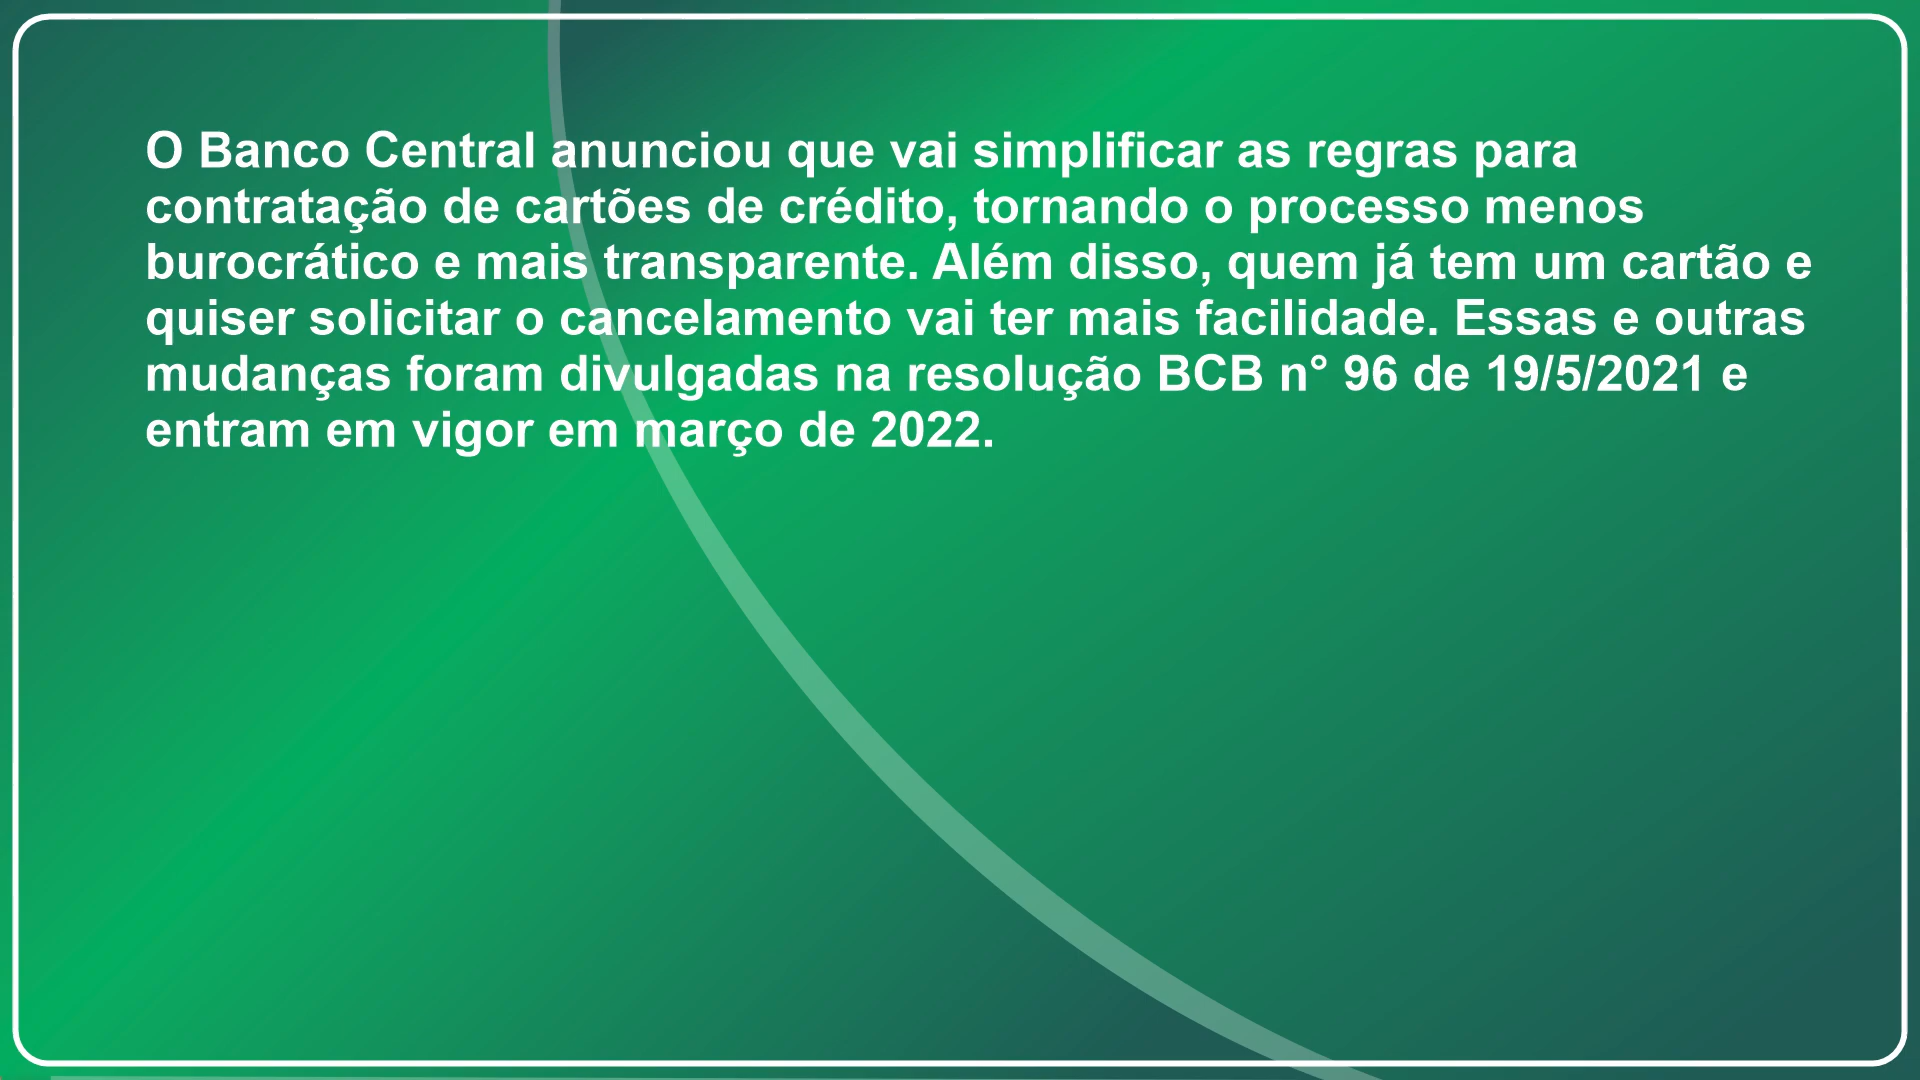 O Banco Central anunciou que vai simplificar as regras para
contratação de cartões de crédito, tornando o processo menos
burocrático e mais transparente. Além disso, quem já tem um cartão e
quiser solicitar o cancelamento vai ter mais facilidade. Essas e outras
mudanças foram divulgadas na resolução BCB n° 96 de 19/5/2021 e
entram em vigor em março de 2022.